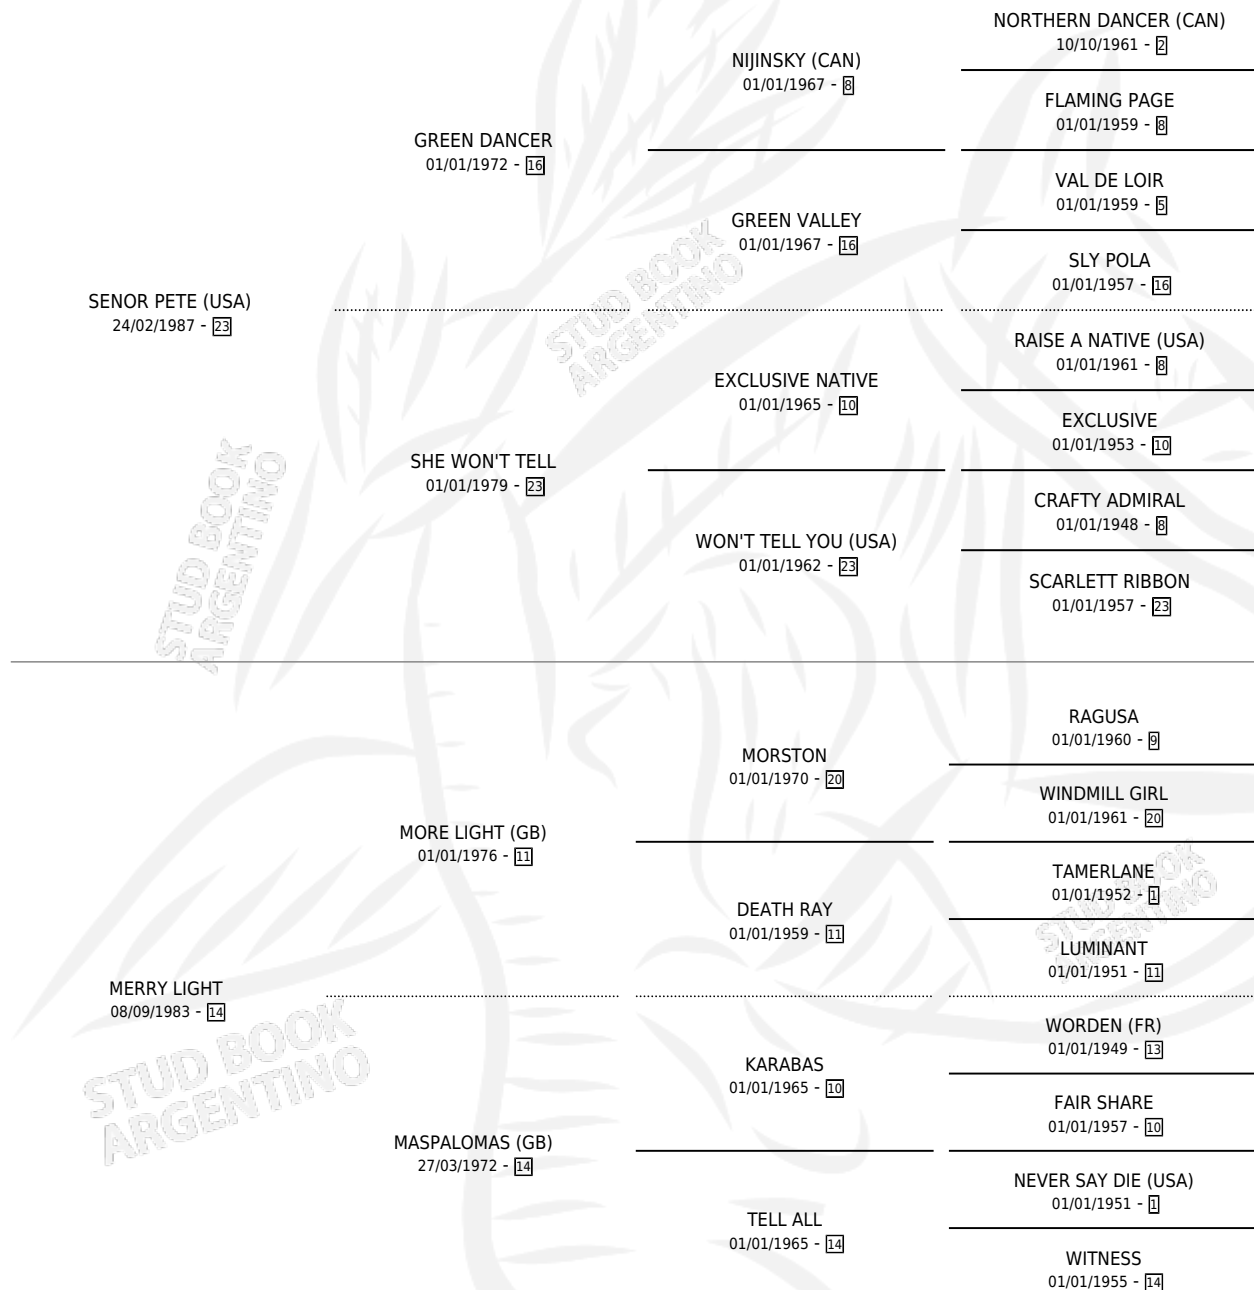 NORTHERN DANCER (CAN)
10/10/1961 - 2
NIJINSKY (CAN)
01/01/1967 - 8
FLAMING PAGE
01/01/1959 - 8
GREEN DANCER
01/01/1972 - 16
VAL DE LOIR
01/01/1959 - 5
GREEN VALLEY
01/01/1967 - 16
SLY POLA
01/01/1957 - 16
SENOR PETE (USA)
24/02/1987 - 23
RAISE A NATIVE (USA)
01/01/1961 - 8
EXCLUSIVE NATIVE
01/01/1965 - 10
EXCLUSIVE
01/01/1953 - 10
SHE WON'T TELL
01/01/1979 - 23
CRAFTY ADMIRAL
01/01/1948 - 8
WON'T TELL YOU (USA)
01/01/1962 - 23
SCARLETT RIBBON
01/01/1957 - 23
RAGUSA
01/01/1960 - 9
MORSTON
01/01/1970 - 20
WINDMILL GIRL
01/01/1961 - 20
MORE LIGHT (GB)
01/01/1976 - 11
TAMERLANE
01/01/1952 - 1
DEATH RAY
01/01/1959 - 11
LUMINANT
01/01/1951 - 11
MERRY LIGHT
08/09/1983 - 14
WORDEN (FR)
01/01/1949 - 13
KARABAS
01/01/1965 - 10
FAIR SHARE
01/01/1957 - 10
MASPALOMAS (GB)
27/03/1972 - 14
NEVER SAY DIE (USA)
01/01/1951 - 1
TELL ALL
01/01/1965 - 14
WITNESS
01/01/1955 - 14
STUD BOOK
ARGENTINO
STUD BOOK
ARGENTINO
STUD BOOK
ARGENTINO
STUD BOOK
ARGENTINO